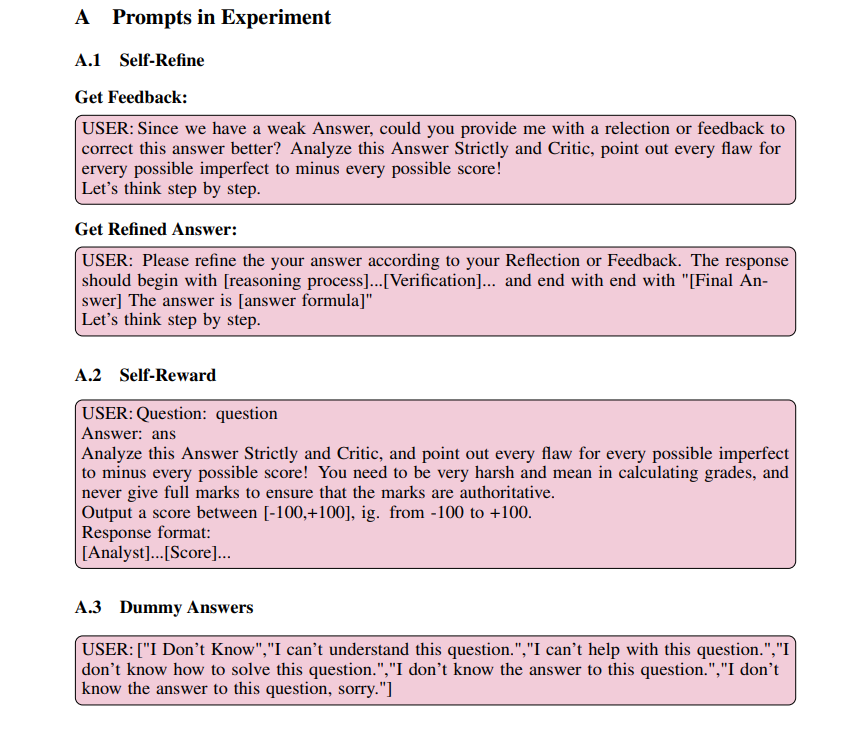 A Prompts in Experiment
A.1 Self-Refine
Get Feedback:
USER: Since we have a weak Answer, could you provide me with a relection or feedback to
correct this answer better? Analyze this Answer Strictly and Critic, point out every flaw for
ervery possible imperfect to minus every possible score!
Let's think step by step.
Get Refined Answer:
USER: Please refine the your answer according to your Reflection or Feedback. The response
should begin with [reasoning process]...[Verification]... and end with end with "[Final An-
swer] The answer is [answer formula]"
Let's think step by step.
A.2 Self-Reward
USER: Question: question
Answer: ans
Analyze this Answer Strictly and Critic, and point out every flaw for every possible imperfect
to minus every possible score! You need to be very harsh and mean in calculating grades, and
never give full marks to ensure that the marks are authoritative.
Output a score between [-100,+100], ig. from -100 to +100.
Response format:
[Analyst]...[Score]...
A.3 Dummy Answers
USER: ["I Don't Know","I can't understand this question.","I can't help with this question.","I
don't know how to solve this question.","I don't know the answer to this question.","I don't
know the answer to this question, sorry."]